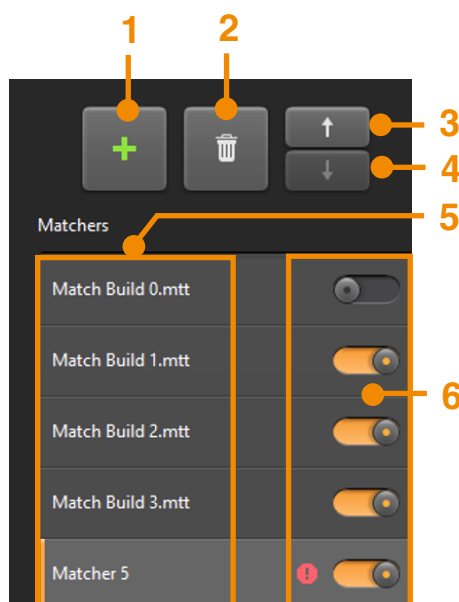 1
2
3
4
5
Matchers
Match Build 0.mtt
Match Build 1.mtt
6
Match Build 2.mtt
Match Build 3.mtt
Matcher 5